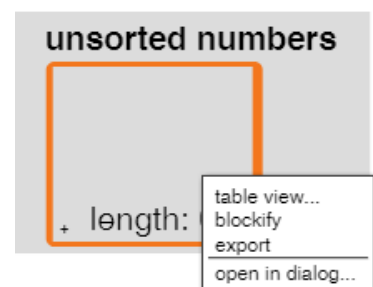 unsorted numbers
+ length:
table view...
blockify
export
open in dialog...